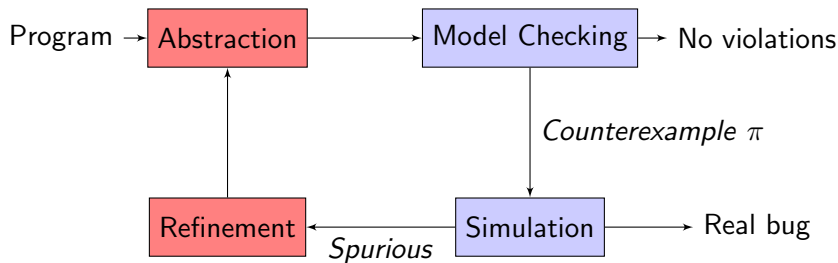 Program
Abstraction
Model Checking
No violations
Counterexample π
Refinement
Spurious
Simulation
Real bug